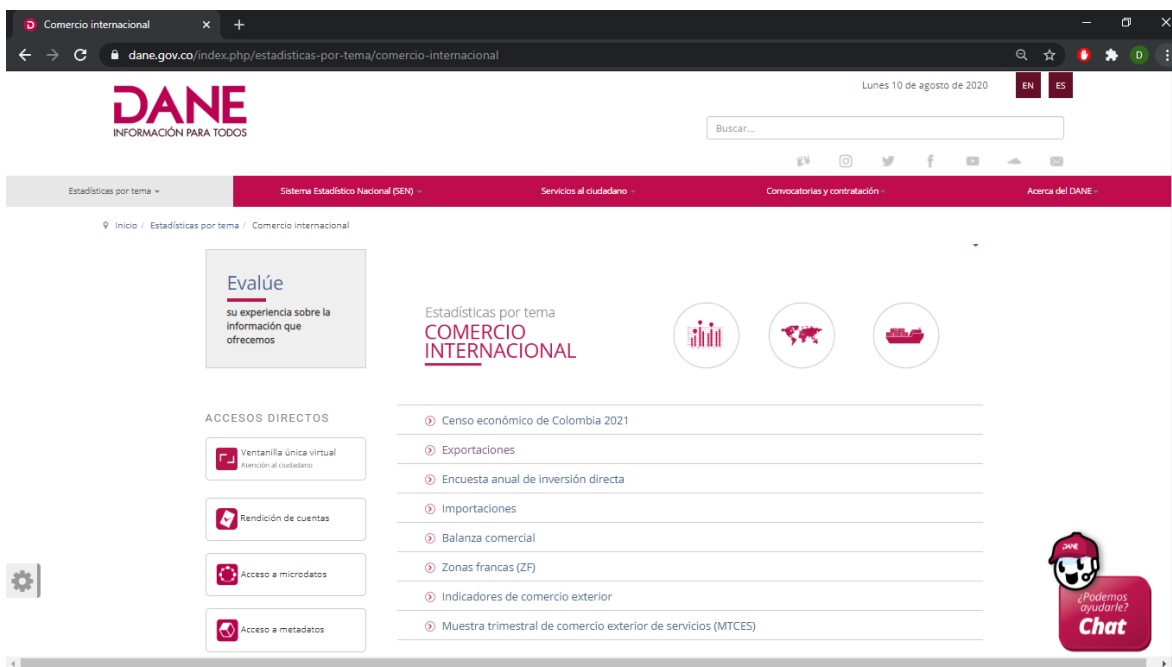 Comercio internacional
dane.gov.co/index.php/estadisticas-por-tema/comercio-internacional
D
DANE
INFORMACIÓN PARA TODOS
Lunes 10 de agosto de 2020
EN
ES
Buscar...
Estadísticas por tema
Sistema Estadístico Nacional (SEN)
Servicios al ciudadano
Convocatorias y contratación
Acerca del DANE
Inicio / Estadísticas por tema / Comercio internacional
Evalúe
su experiencia sobre la
información que
ofrecemos
Estadísticas por tema
COMERCIO
INTERNACIONAL
ACCESOS DIRECTOS
Ventanilla única virtual
Atención al ciudadano
Rendición de cuentas
Acceso a microdatos
Acceso a metadatos
Censo económico de Colombia 2021
Exportaciones
Encuesta anual de inversión directa
Importaciones
Balanza comercial
Zonas francas (ZF)
Indicadores de comercio exterior
Muestra trimestral de comercio exterior de servicios (MTCES)
DANE
¿Podemos
ayudarle?
Chat